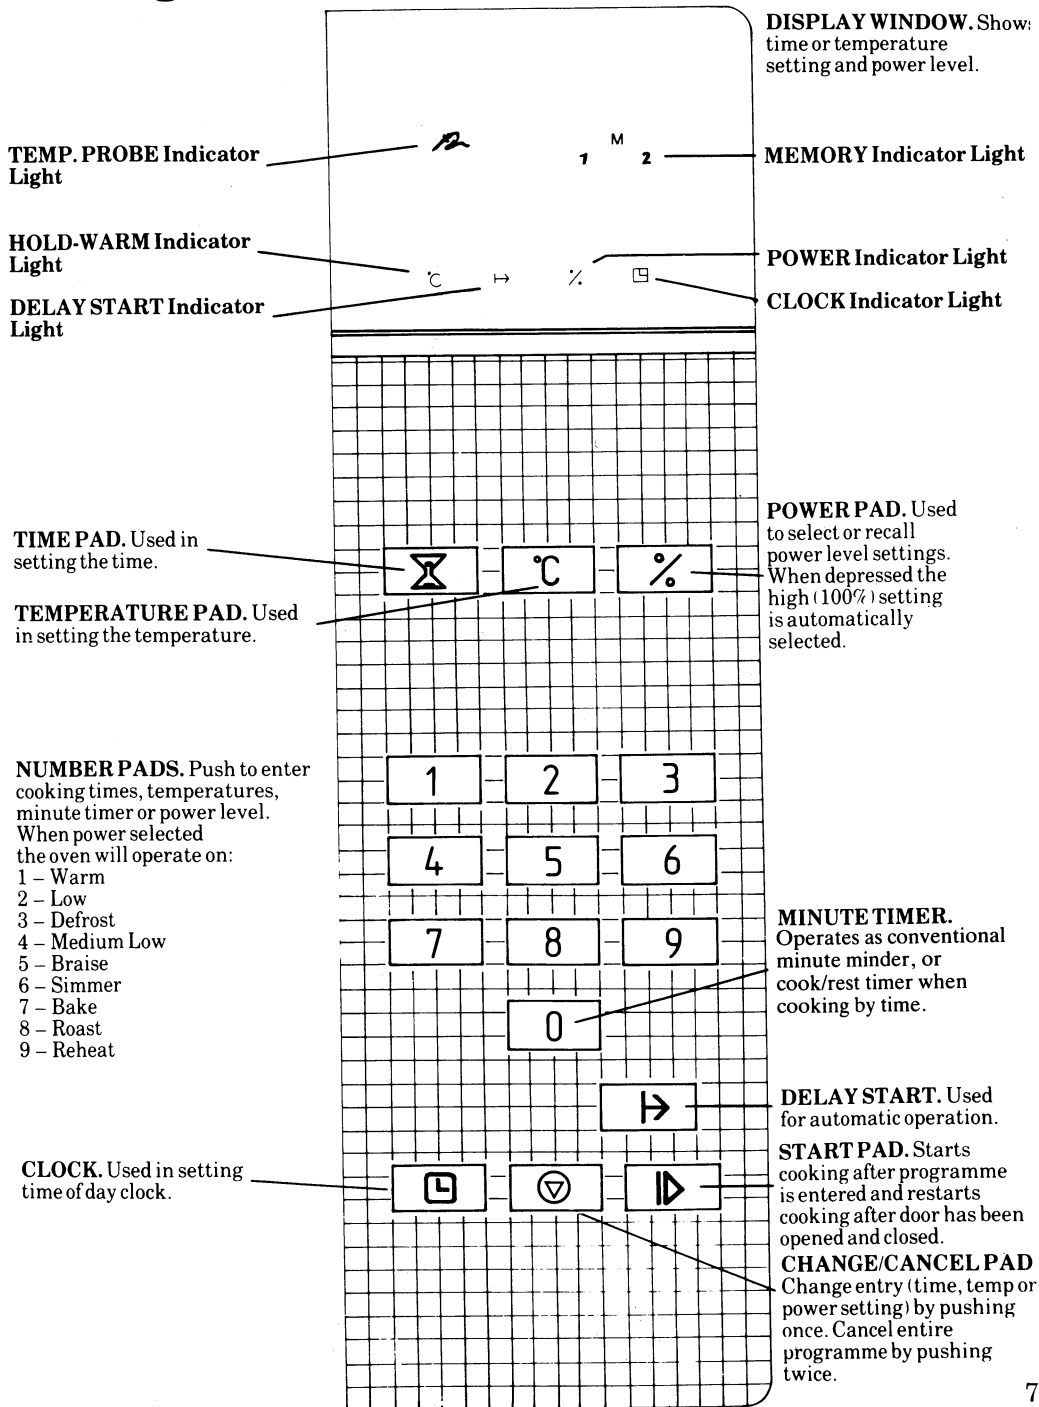 DISPLAY WINDOW. Shows
time or temperature
setting and power level.
TEMP. PROBE Indicator
Light
M
1 2
MEMORY Indicator Light
HOLD-WARM Indicator
Light
POWER Indicator Light
°C ↦ % 
DELAY START Indicator
Light
CLOCK Indicator Light
TIME PAD. Used in
setting the time.
°C %
TEMPERATURE PAD. Used
in setting the temperature.
POWER PAD. Used
to select or recall
power level settings.
When depressed the
high (100%) setting
is automatically
selected.
NUMBER PADS. Push to enter
cooking times, temperatures,
minute timer or power level.
When power selected
the oven will operate on:
1 – Warm
2 – Low
3 – Defrost
4 – Medium Low
5 – Braise
6 – Simmer
7 – Bake
8 – Roast
9 – Reheat
1 2 3
4 5 6
7 8 9
0
MINUTE TIMER.
Operates as conventional
minute minder, or
cook/rest timer when
cooking by time.
DELAY START. Used
for automatic operation.
CLOCK. Used in setting
time of day clock.
START PAD. Starts
cooking after programme
is entered and restarts
cooking after door has been
opened and closed.
CHANGE/CANCEL PAD
Change entry (time, temp or
power setting) by pushing
once. Cancel entire
programme by pushing
twice.
7